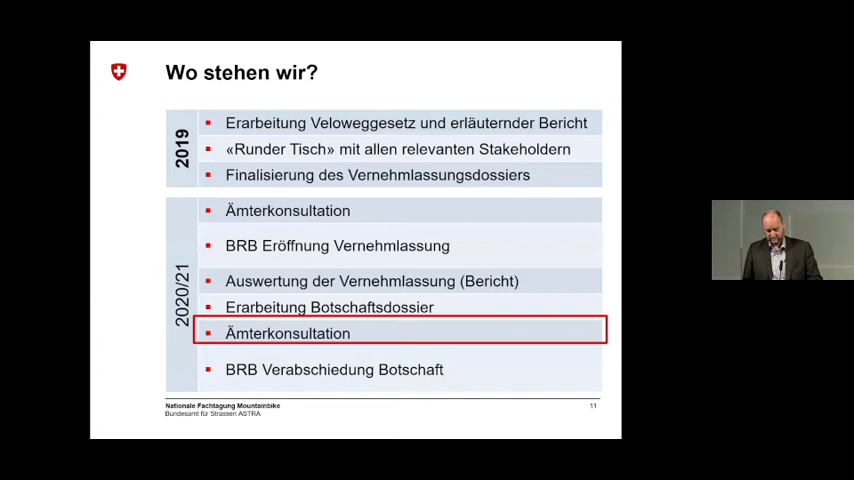 Wo stehen wir?
2019
Erarbeitung Veloweggesetz und erläuternder Bericht
«Runder Tisch» mit allen relevanten Stakeholdern
Finalisierung des Vernehmlassungsdossiers
2020/21
Ämterkonsultation
BRB Eröffnung Vernehmlassung
Auswertung der Vernehmlassung (Bericht)
Erarbeitung Botschaftsdossier
Ämterkonsultation
BRB Verabschiedung Botschaft
Nationale Fachtagung Mountainbike
Bundesamt für Strassen ASTRA
11